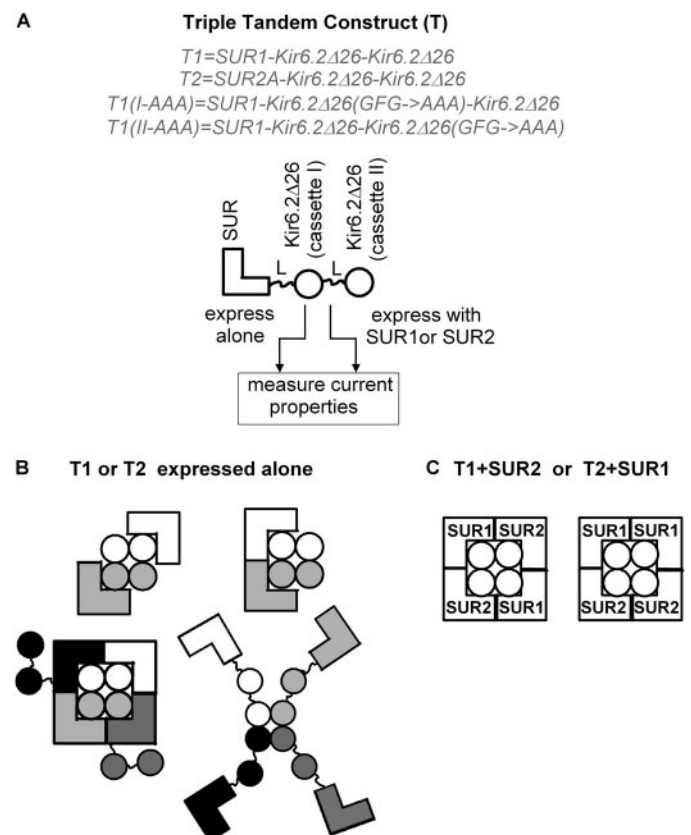 A Triple Tandem Construct (T)
T1=SUR1-Kir6.2Δ26-Kir6.2Δ26
T2=SUR2A-Kir6.2Δ26-Kir6.2Δ26
T1(I-AAA)=SUR1-Kir6.2Δ26(GFG->AAA)-Kir6.2Δ26
T1(II-AAA)=SUR1-Kir6.2Δ26-Kir6.2Δ26(GFG->AAA)
SUR
L
Kir6.2Δ26
(cassette I)
L
Kir6.2Δ26
(cassette II)
express
alone
express with
SUR1or SUR2
measure current
properties
B T1 or T2 expressed alone
C T1+SUR2 or T2+SUR1
SUR1 SUR2
SUR2 SUR1
SUR1 SUR1
SUR2 SUR2